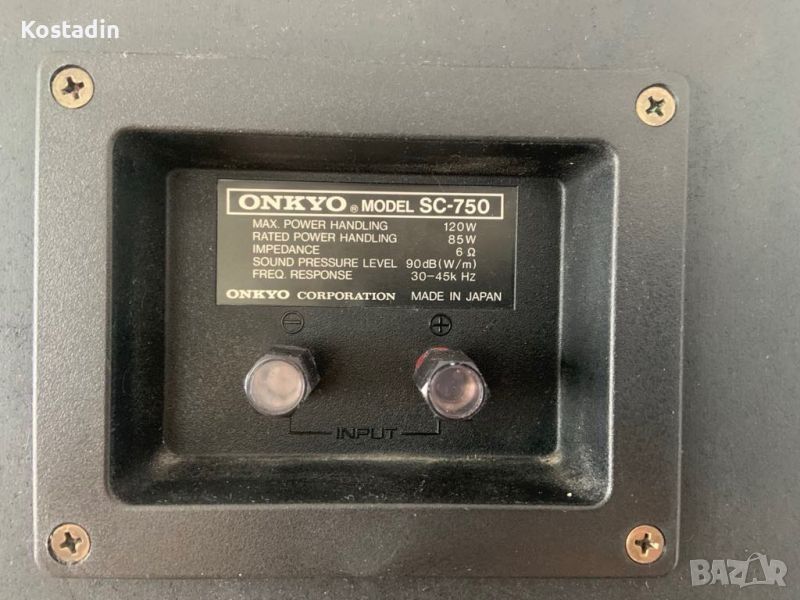 Kostadin
ONKYO ® MODEL SC-750
MAX. POWER HANDLING 120W
RATED POWER HANDLING 85W
IMPEDANCE 6 Ω
SOUND PRESSURE LEVEL 90dB(W/m)
FREQ. RESPONSE 30-45k Hz
ONKYO CORPORATION MADE IN JAPAN
⊖ ⊕
INPUT
BAZAR